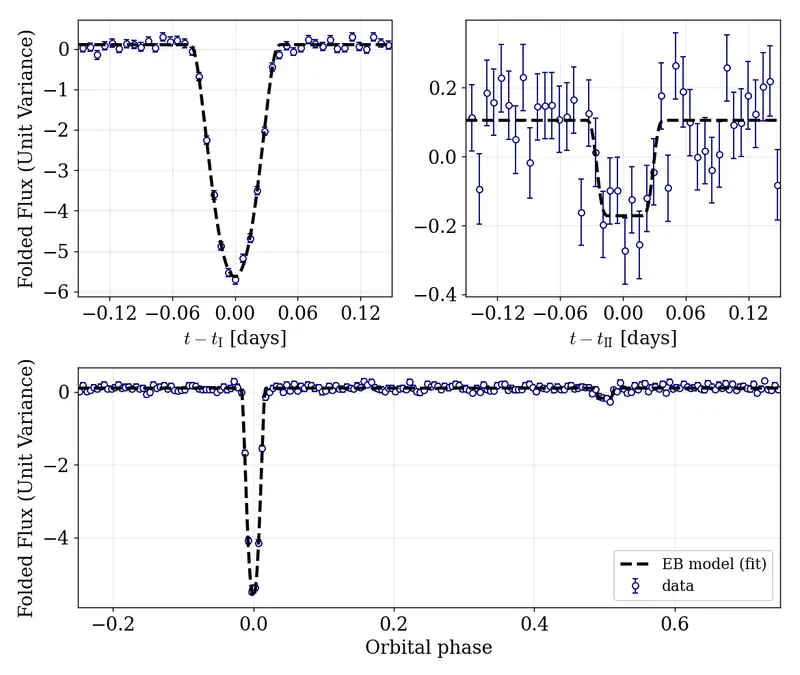 Folded Flux (Unit Variance)
0
−1
−2
−3
−4
−5
−6
−0.12 −0.06 0.00 0.06 0.12
t − tI [days]
0.2
0.0
−0.2
−0.4
−0.12 −0.06 0.00 0.06 0.12
t − tII [days]
Folded Flux (Unit Variance)
0
−2
−4
−0.2 0.0 0.2 0.4 0.6
Orbital phase
EB model (fit)
data